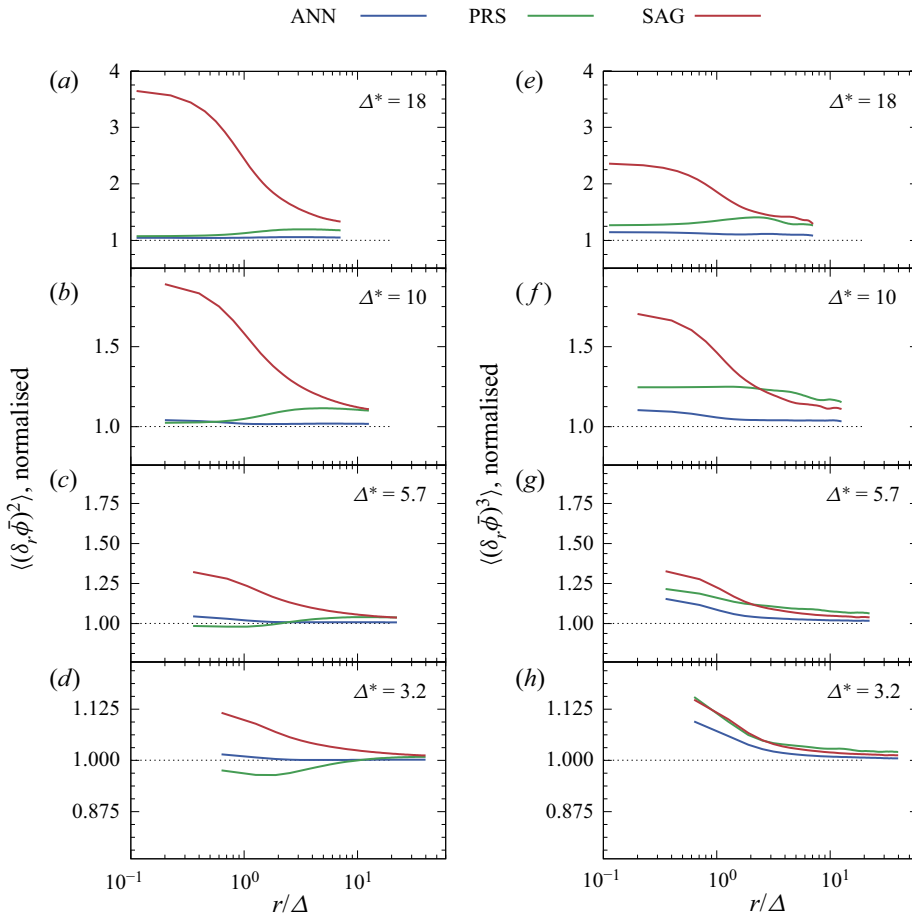 ANN PRS SAG
(a) Δ* = 18
4
3
2
1
(e) Δ* = 18
4
3
2
1
(b) Δ* = 10
1.5
1.0
(f) Δ* = 10
1.5
1.0
(c) Δ* = 5.7
1.75
1.50
1.25
1.00
(g) Δ* = 5.7
1.75
1.50
1.25
1.00
(d) Δ* = 3.2
1.125
1.000
0.875
(h) Δ* = 3.2
1.125
1.000
0.875
⟨(δ_r ϕ̄)²⟩, normalised
⟨(δ_r ϕ̄)³⟩, normalised
10⁻¹ 10⁰ 10¹
10⁻¹ 10⁰ 10¹
r/Δ
r/Δ